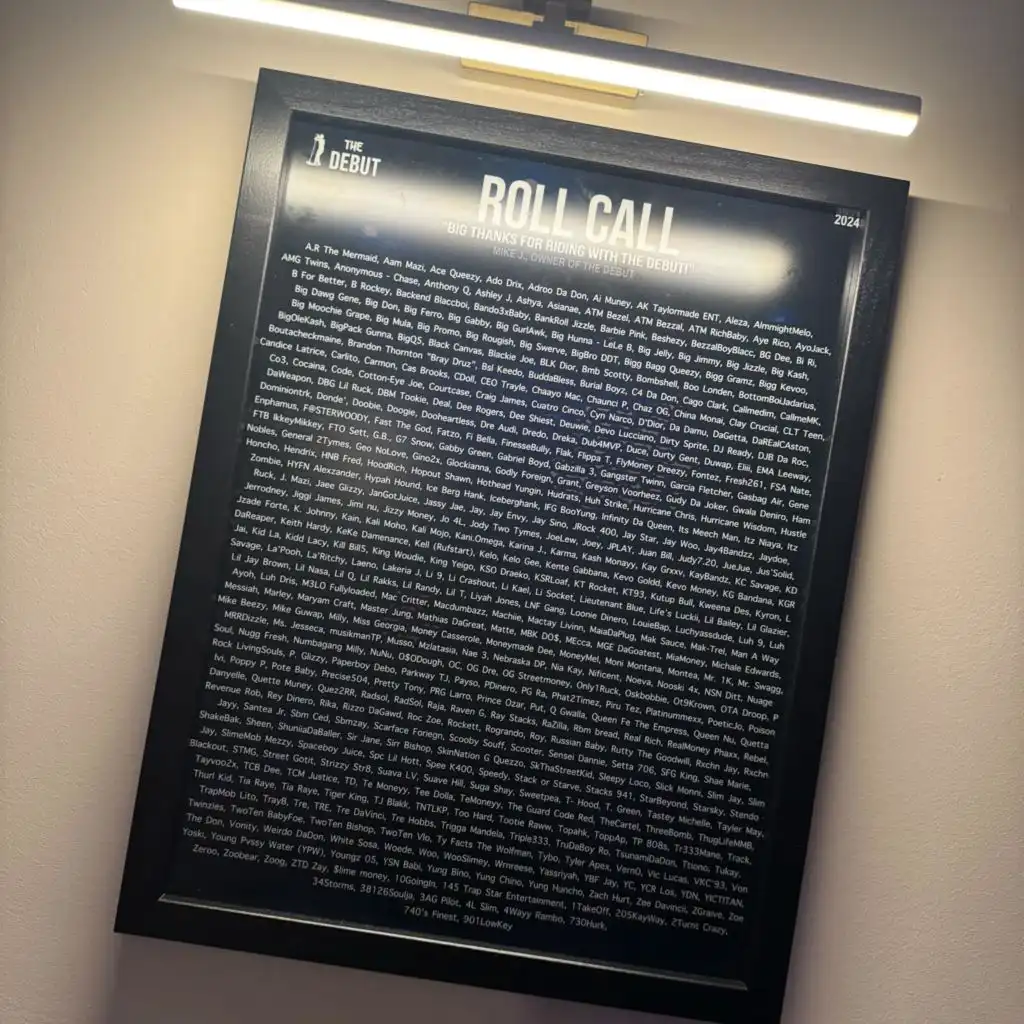 THE
DEBUT
2024
ROLL CALL
"BIG THANKS FOR RIDING WITH THE DEBUT!"
MIKE J., OWNER OF THE DEBUT
A.R The Mermaid, Aam Mazi, Ace Queezy, Ado Drix, Adroo Da Don, Ai Muney, AK Taylormade ENT, Aleza, AlmightMelo,
AMG Twins, Anonymous - Chase, Anthony Q, Ashley J, Ashya, Asianae, ATM Bezel, ATM Bezzal, ATM RichBaby, Aye Rico, AyoJack,
B For Better, B Rockey, Backend Blaccboi, Bando3xBaby, BankRoll Jizzle, Barbie Pink, Beshezy, BezzalBoyBlacc, BG Dee, Bi Ri,
Big Dawg Gene, Big Don, Big Ferro, Big Gabby, Big GurlAwk, Big Hunna - LeLe B, Big Jelly, Big Jimmy, Big Jizzle, Big Kash,
Big Moochie Grape, Big Mula, Big Promo, Big Rougish, Big Swerve, BigBro DDT, Bigg Bagg Queezy, Bigg Gramz, Bigg Kevoo,
BigOleKash, BigPack Gunna, BigQ5, Black Canvas, Blackie Joe, BLK Dior, Bmb Scotty, Bombshell, Boo Londen, BottomBoiJadarius,
Boutacheckmank, Brandon Thornton "Bray Druz", Bsl Keedo, BuddaBless, Burial Boyz, C4 Da Don, Cago Clark, Callmedim, CallmeMK,
Candice Latrice, Carlito, Carmon, Cas Brooks, CDoll, CEO Trayle, Chaayo Mac, Chaunci P, Chaz OG, China Monai, Clay Crucial, CLT Teen,
Co3, Cocaina, Code, Cotton-Eye Joe, Courtcase, Craig James, Cuatro Cinco, Cyn Narco, D'Dior, Da Damu, DaGetta, DaREalCAston,
DaWeapon, DBG Lil Ruck, DBM Tookie, Deal, Dee Rogers, Dee Shiest, Deuwie, Devo Lucciano, Dirty Sprite, DJ Ready, DJB Da Roc,
Dominiontrk, Donde', Doobie, Doogie, Dooheartless, Dre Audi, Dredo, Dreka, Dub4MVP, Duce, Durty Gent, Duwap, Eliii, EMA Leeway,
Enphamus, F@STERWOODY, Fast The God, Fatzo, Fi Bella, FinesseBully, Flak, Flippa T, FlyMoney Dreezy, Fontez, Fresh261, FSA Nate,
FTB IkkeyMikkey, FTO Sett, G.B., G7 Snow, Gabby Green, Gabriel Boyd, Gabzilla 3, Gangster Twinn, Garcia Fletcher, Gasbag Air, Gene
Nobles, General 2Tymes, Geo NoLove, Gino2x, Glockianna, Godly Foreign, Grant, Greyson Voorheez, Gudy Da Joker, Gwala Deniro, Ham
Honcho, Hendrix, HNB Fred, HoodRich, Hopout Shawn, Hothead Yungin, Hudrats, Huh Strike, Hurricane Chris, Hurricane Wisdom, Hustle
Zombie, HYFN Alexzander, Hypah Hound, Ice Berg Hank, Iceberghank, IFG BooYung, Infinity Da Queen, Its Meech Man, Itz Niaya, Itz
Ruck, J. Mazi, Jaee Glizzy, JanGotJuice, Jassy Jae, Jay, Jay Envy, Jay Sino, JRock 400, Jay Star, Jay Woo, Jay4Bandzz, Jaydoe,
Jerrodney, Jiggi James, Jimi nu, Jizzy Money, Jo 4L, Jody Two Tymes, JoeLew, Joey, JPLAY, Juan Bill, Judy7.20, JueJue, Jus'Solid,
Jzade Forte, K. Johnny, Kain, Kali Moho, Kali Mojo, Kani.Omega, Karina J., Karma, Kash Monayy, Kay Grxvv, KayBandz, KC Savage, KD
DaReaper, Keith Hardy, KeKe Damenance, Kell (Rufstart), Kelo, Kelo Gee, Kente Gabbana, Kevo Goldd, Kevo Money, KG Bandana, KGR
Jai, Kid La, Kidd Lacy, Kill Bill5, King Woudie, King Yeigo, KSO Draeko, KSRLoaf, KT Rocket, KT93, Kutup Bull, Kweena Des, Kyron, L
Savage, La'Pooh, La'Ritchy, Laeno, Lakeria J, Li 9, Li Crashout, Li Kael, Li Socket, Lieutenant Blue, Life's Luckii, Lil Bailey, Lil Glazier,
Lil Jay Brown, Lil Nasa, Lil Q, Lil Rakks, Lil Randy, Lil T, Liyah Jones, LNF Gang, Loonie Dinero, LouieBap, Luchyassdude, Luh 9, Luh
Ayoh, Luh Dris, M3LO Fullyloaded, Mac Critter, Macdumbazz, Machie, Mactay Livinn, MaiaDaPlug, Mak Sauce, Mak-Trel, Man A Way
Messiah, Marley, Maryam Craft, Master Jung, Mathias DaGreat, Matte, MBK DO$, MEcca, MGE DaGoatest, MiaMoney, Michale Edwards,
Mike Beezy, Mike Guwap, Milly, Miss Georgia, Money Casserole, Moneymade Dee, MoneyMel, Moni Montana, Montea, Mr. 1K, Mr. Swagg,
MRRDizzle, Ms. Jesseca, musikmanTP, Musso, Mzlatasia, Nae 3, Nebraska DP, Nia Kay, Nificent, Noeva, Nooski 4x, NSN Ditt, Nuage
Soul, Nugg Fresh, Numbagang Milly, NuNu, O$ODough, OC, OG Dre, OG Streetmoney, Only1Ruck, Oskbobbie, Ot9Krown, OTA Droop, P
Rock LivingSouls, P. Glizzy, Paperboy Debo, Parkway TJ, Payso, PDinero, PG Ra, Phat2Timez, Piru Tez, Platinummexx, PoeticJo, Poison
Ivi, Poppy P, Pote Baby, Precise504, Pretty Tony, PRG Larro, Prince Ozan, Put, Q Gwalla, Queen Fe The Empress, Queen Nu, Quetta
Danyelle, Quette Muney, Quez2RR, Radsol, RadSol, Raja, Raven G, Ray Stacks, RaZilla, Rbm bread, Real Rich, RealMoney Phaxx, Rebel,
Revenue Rob, Rey Dinero, Rika, Rizzo DaGawd, Roc Zoe, Rockett, Rogrando, Roy, Russian Baby, Rutty The Goodwill, Rxchn Jay, Rxchn
Jayy, Santea Jr, Sbm Ced, Sbmzay, Scarface Foriegn, Scooby Souff, Scooter, Sensei Dannie, Setta 706, SFG King, Shae Marie,
ShakeBak, Sheen, ShuniiaDaBaller, Sir Jane, Sirr Bishop, SkinNation G Quezzo, SkThaStreetKid, Sleepy Loco, Slick Monni, Slim Jay, Slim
Jay, SlimeMob Mezzy, Spaceboy Juice, Spc Lil Hott, Spee K400, Speedy, Stack or Starve, Stacks 941, StarBeyond, Starsky, Stendo
Blackout, STMG, Street Gotit, Strizzy Str8, Suava LV, Suave Hill, Suga Shay, Sweetpea, T- Hood, T. Green, Tastey Michelle, Tayler May,
Tayvoo2x, TCB Dee, TCM Justice, TD, Te Moneyy, Tee Dolla, TeMoneyy, The Guard Code Red, TheCartel, ThreeBomb, ThugLifeMMB,
Thurl Kid, Tia Raye, Tia Raye, Tiger King, TJ Blakk, TNTLKP, Too Hard, Tootie Raww, Topahk, ToppAp, TP 808s, Tr333Mane, Track,
TrapMob Lito, TrayB, Tre, TRE, Tre DaVinci, Tre Hobbs, Trigga Mandela, Triple333, TruDaBoy Ro, TsunamiDaDon, Ttiono, Tukay,
Twinzies, TwoTen BabyFoe, TwoTen Bishop, TwoTen Vlo, Ty Facts The Wolfman, Tybo, Tyler Apex, Vern0, Vic Lucas, VKC'93, Von
The Don, Vonity, Weirdo DaDon, White Sosa, Woede, Woo, WooSlimey, Wmreese, Yassriyah, YBF Jay, YC, YCR Los, YDN, YICTITAN,
Yoski, Young Pvssy Water (YPW), Youngz 05, YSN Babi, Yung Bino, Yung Chino, Yung Huncho, Zach Hurt, Zee Davincii, ZGraive, Zoe
Zeroo, Zoobear, Zoog, ZTD Zay, $lime money, 10GoingIn, 145 Trap Star Entertainment, 1TakeOff, 205KayWay, 2Turnt Crazy,
34Storms, 38126Soulja, 3AG Pilot, 4L Slim, 4Wayy Rambo, 730Hurk,
740's Finest, 901LowKey